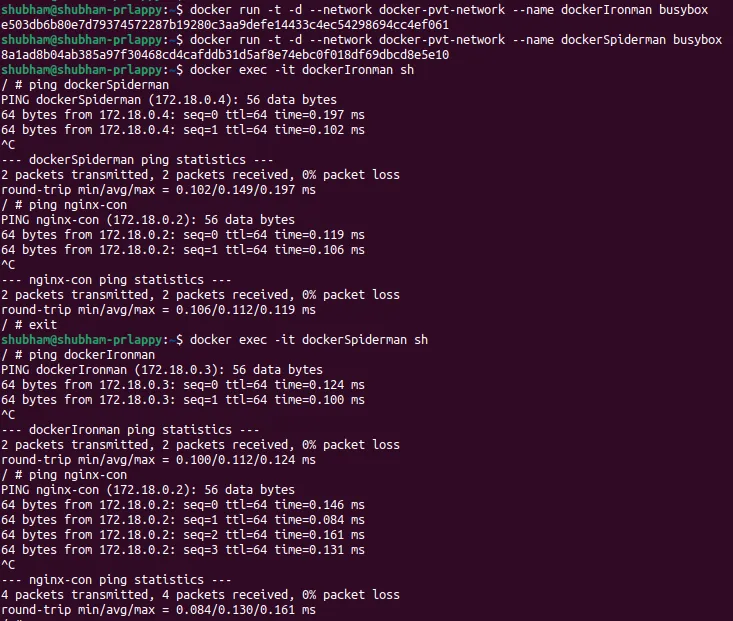 shubham@shubham-prlappy:~$ docker run -t -d --network docker-pvt-network --name dockerIronman busybox
e503db6b80e7d79374572287b19280c3aa9defe14433c4ec54298694cc4ef061
shubham@shubham-prlappy:~$ docker run -t -d --network docker-pvt-network --name dockerSpiderman busybox
8a1ad8b04ab385a97f30468cd4cafddb31d5af8e74ebc0f018df69dbcd8e5e10
shubham@shubham-prlappy:~$ docker exec -it dockerIronman sh
/ # ping dockerSpiderman
PING dockerSpiderman (172.18.0.4): 56 data bytes
64 bytes from 172.18.0.4: seq=0 ttl=64 time=0.197 ms
64 bytes from 172.18.0.4: seq=1 ttl=64 time=0.102 ms
^C
--- dockerSpiderman ping statistics ---
2 packets transmitted, 2 packets received, 0% packet loss
round-trip min/avg/max = 0.102/0.149/0.197 ms
/ # ping nginx-con
PING nginx-con (172.18.0.2): 56 data bytes
64 bytes from 172.18.0.2: seq=0 ttl=64 time=0.119 ms
64 bytes from 172.18.0.2: seq=1 ttl=64 time=0.106 ms
^C
--- nginx-con ping statistics ---
2 packets transmitted, 2 packets received, 0% packet loss
round-trip min/avg/max = 0.106/0.112/0.119 ms
/ # exit
shubham@shubham-prlappy:~$ docker exec -it dockerSpiderman sh
/ # ping dockerIronman
PING dockerIronman (172.18.0.3): 56 data bytes
64 bytes from 172.18.0.3: seq=0 ttl=64 time=0.124 ms
64 bytes from 172.18.0.3: seq=1 ttl=64 time=0.100 ms
^C
--- dockerIronman ping statistics ---
2 packets transmitted, 2 packets received, 0% packet loss
round-trip min/avg/max = 0.100/0.112/0.124 ms
/ # ping nginx-con
PING nginx-con (172.18.0.2): 56 data bytes
64 bytes from 172.18.0.2: seq=0 ttl=64 time=0.146 ms
64 bytes from 172.18.0.2: seq=1 ttl=64 time=0.084 ms
64 bytes from 172.18.0.2: seq=2 ttl=64 time=0.161 ms
64 bytes from 172.18.0.2: seq=3 ttl=64 time=0.131 ms
^C
--- nginx-con ping statistics ---
4 packets transmitted, 4 packets received, 0% packet loss
round-trip min/avg/max = 0.084/0.130/0.161 ms